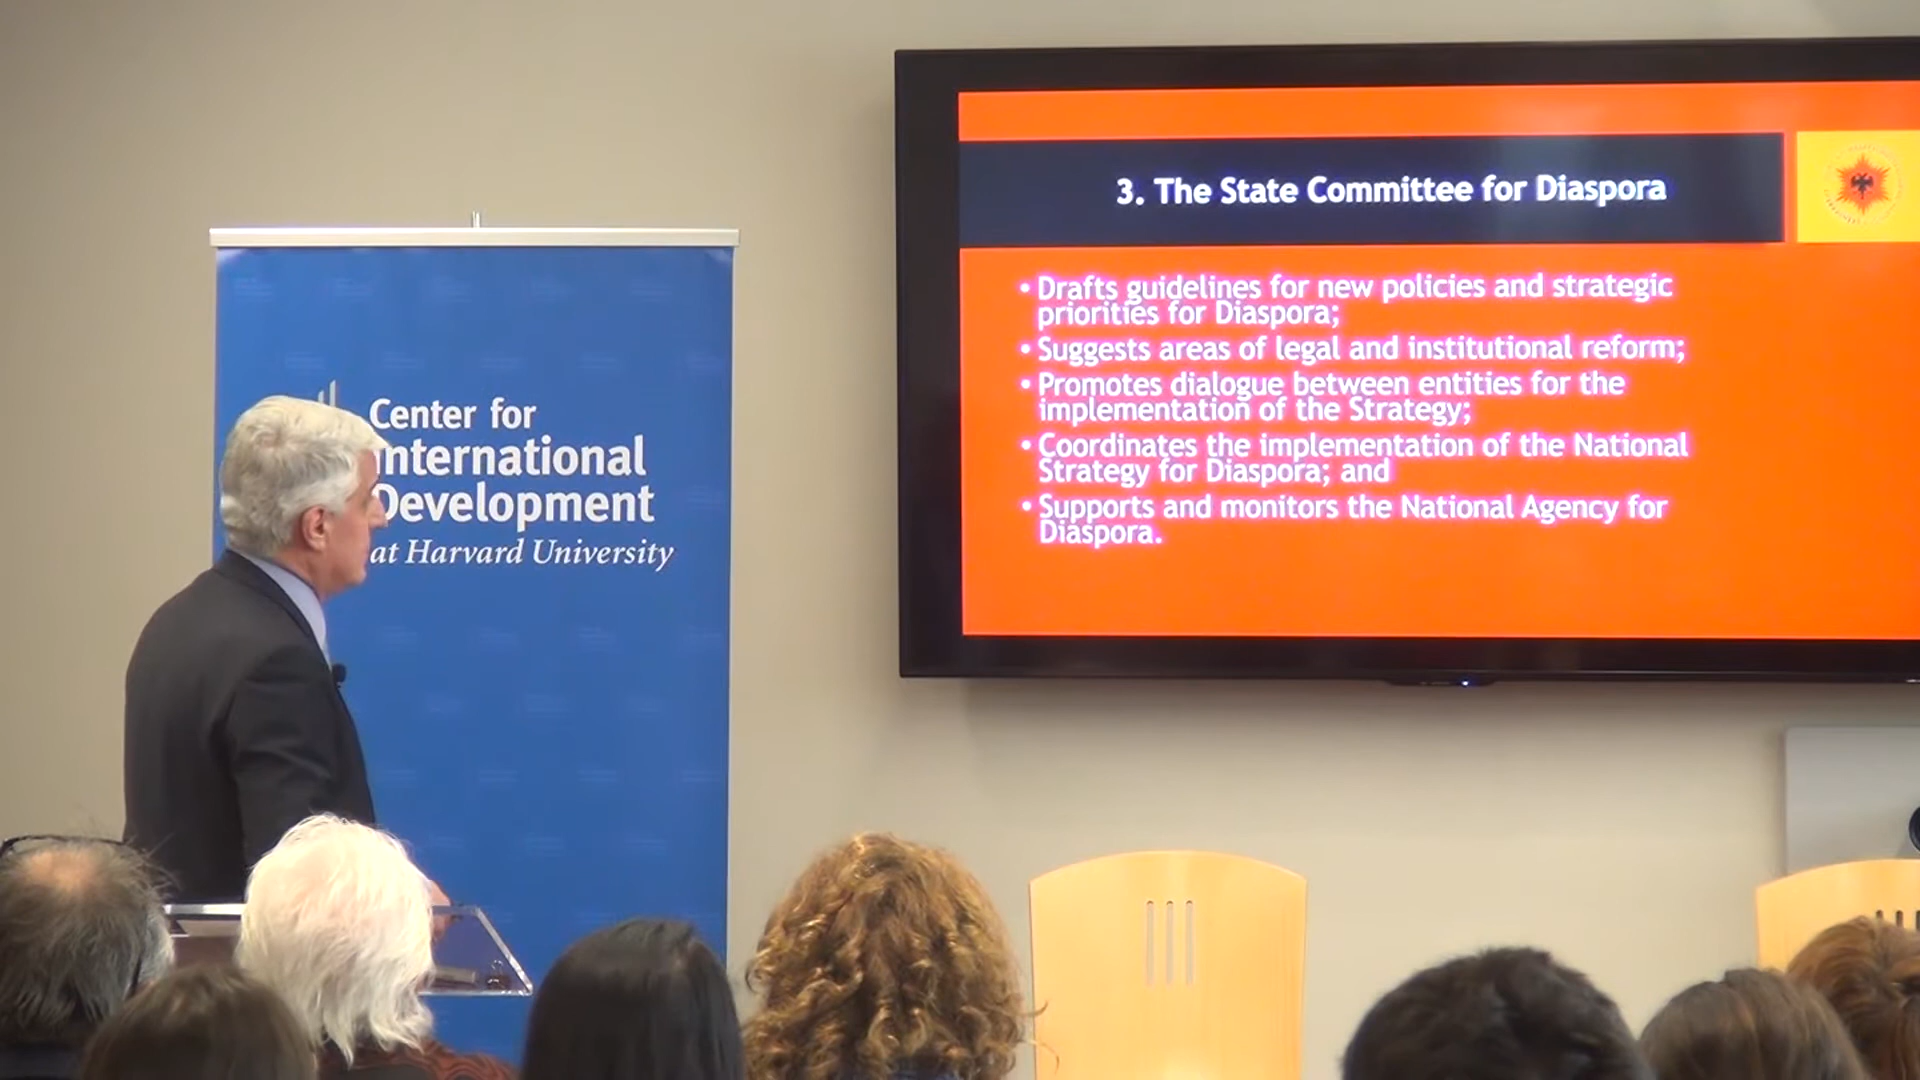 Center for
International
Development
at Harvard University
3. The State Committee for Diaspora
• Drafts guidelines for new policies and strategic
priorities for Diaspora;
• Suggests areas of legal and institutional reform;
• Promotes dialogue between entities for the
implementation of the Strategy;
• Coordinates the implementation of the National
Strategy for Diaspora; and
• Supports and monitors the National Agency for
Diaspora.